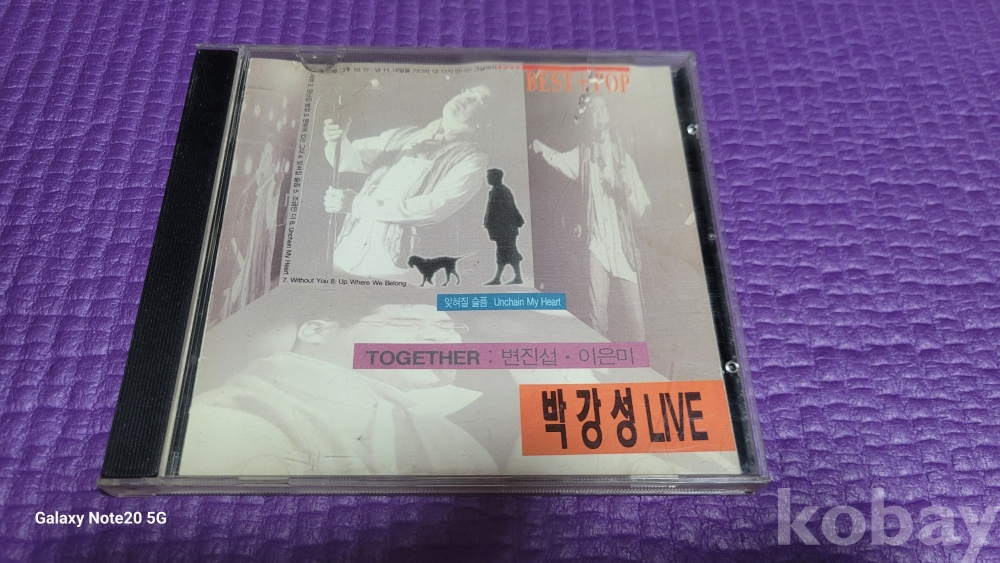 BEST POP
7. Without You 8. Up Where We Belong
Unchain My Heart
잊혀질 슬픔 Unchain My Heart
TOGETHER : 변진섭 · 이은미
박강성 LIVE
Galaxy Note20 5G
kobay